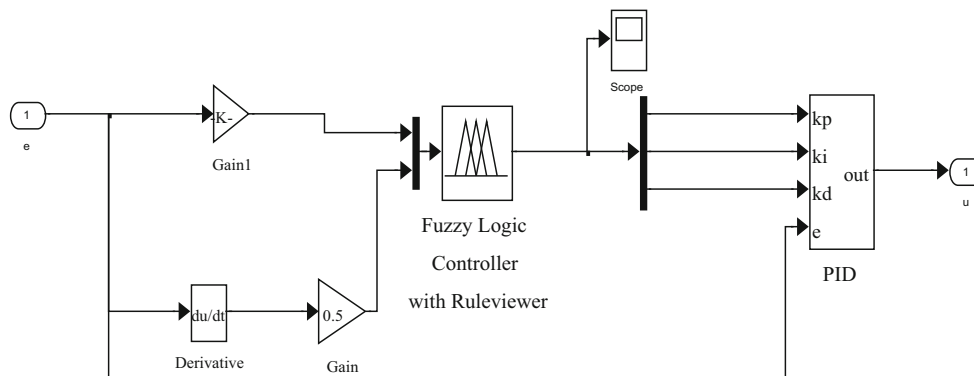 Scope
1
e
-K-
Gain1
Fuzzy Logic
Controller
with Ruleviewer
kp
ki
kd
e
out
PID
1
u
du/dt
Derivative
0.5
Gain